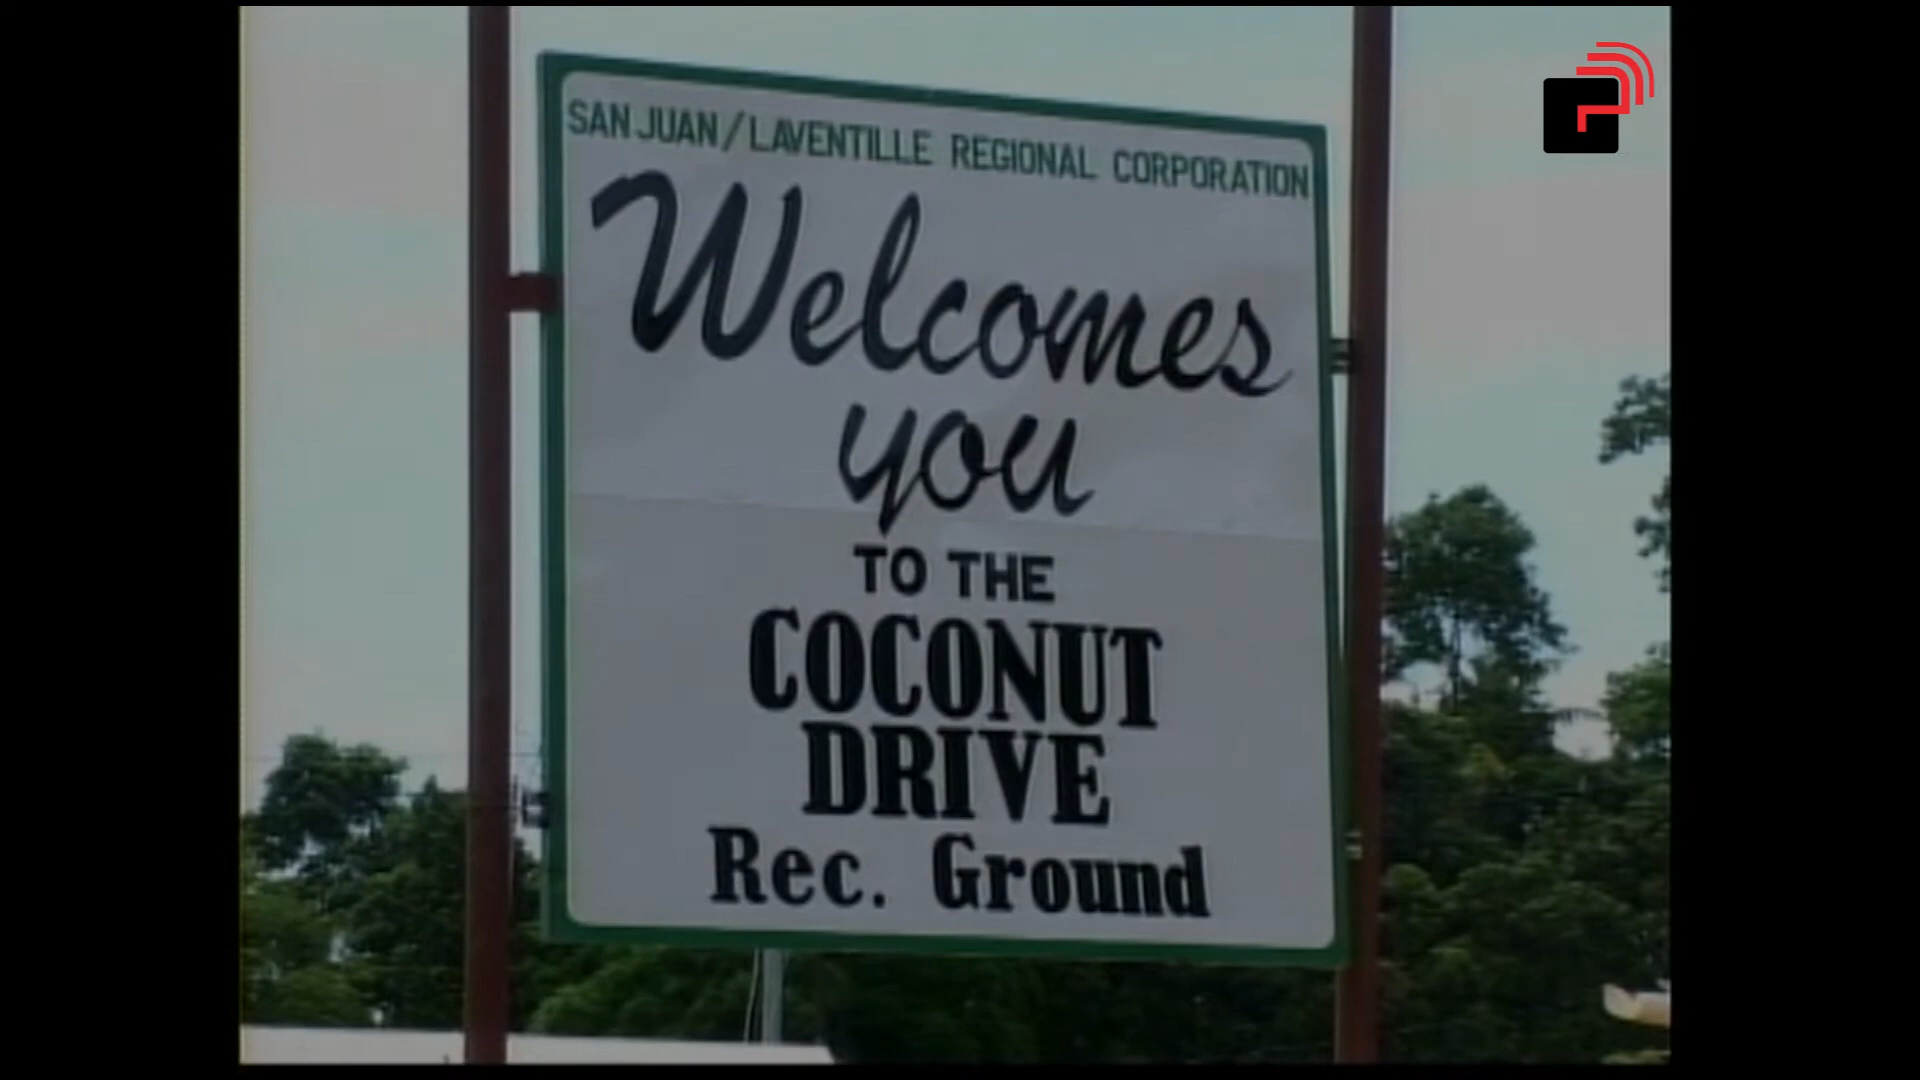 SAN JUAN/LAVENTILLE REGIONAL CORPORATION
Welcomes
you
TO THE
COCONUT
DRIVE
Rec. Ground